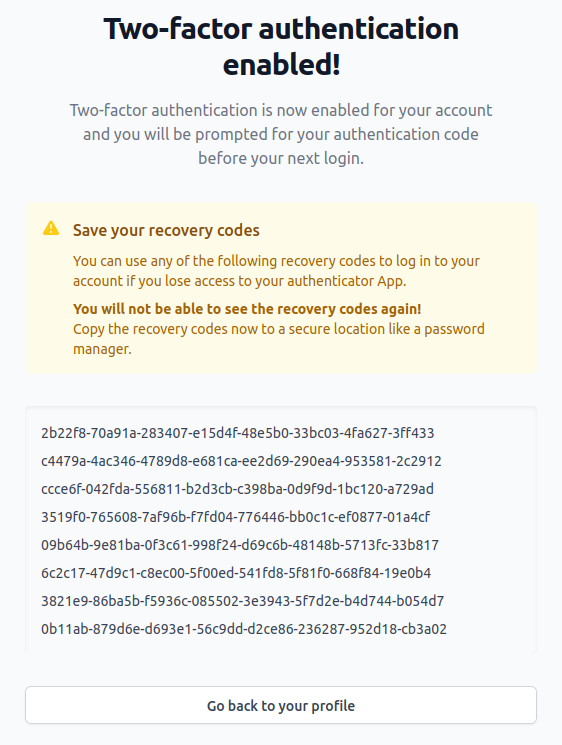 Two-factor authentication
enabled!
Two-factor authentication is now enabled for your account
and you will be prompted for your authentication code
before your next login.
Save your recovery codes
You can use any of the following recovery codes to log in to your
account if you lose access to your authenticator App.
You will not be able to see the recovery codes again!
Copy the recovery codes now to a secure location like a password
manager.
2b22f8-70a91a-283407-e15d4f-48e5b0-33bc03-4fa627-3ff433
c4479a-4ac346-4789d8-e681ca-ee2d69-290ea4-953581-2c2912
ccce6f-042fda-556811-b2d3cb-c398ba-0d9f9d-1bc120-a729ad
3519f0-765608-7af96b-f7fd04-776446-bb0c1c-ef0877-01a4cf
09b64b-9e81ba-0f3c61-998f24-d69c6b-48148b-5713fc-33b817
6c2c17-47d9c1-c8ec00-5f00ed-541fd8-5f81f0-668f84-19e0b4
3821e9-86ba5b-f5936c-085502-3e3943-5f7d2e-b4d744-b054d7
0b11ab-879d6e-d693e1-56c9dd-d2ce86-236287-952d18-cb3a02
Go back to your profile